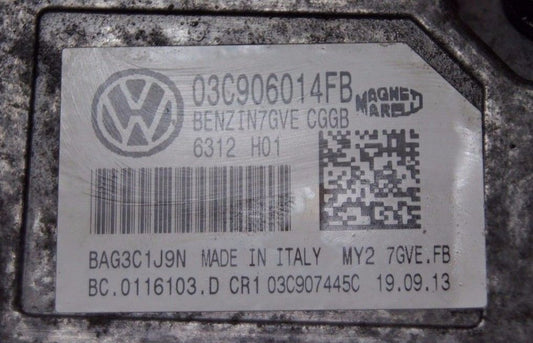 03C906014FB
MAGNETI
MARELLI
BENZIN7GVE CGGB
6312 H01
BAG3C1J9N MADE IN ITALY MY2 7GVE.FB
BC.0116103.D CR1 03C907445C 19.09.13